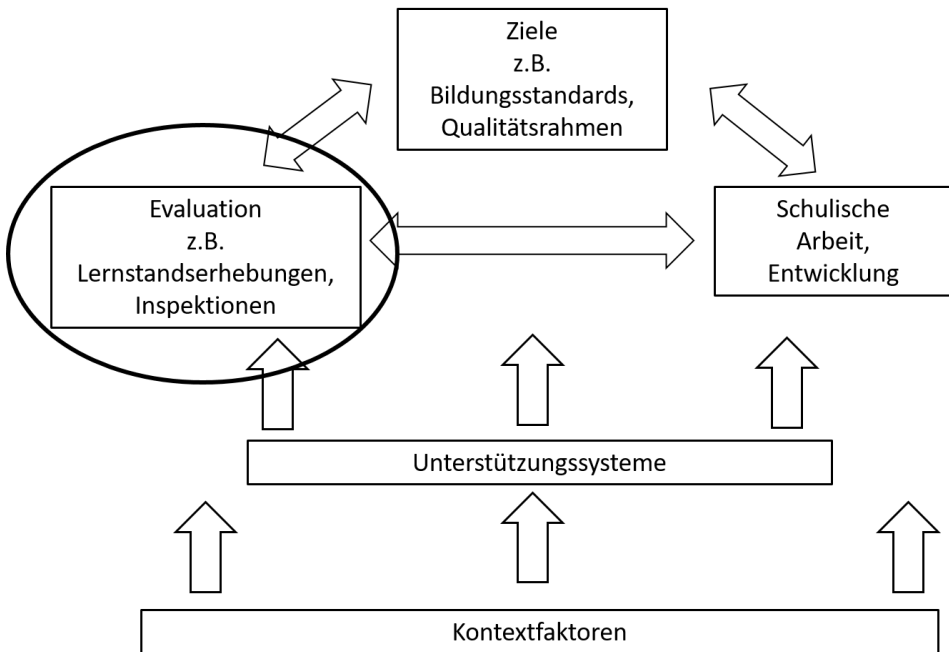 Ziele
z.B.
Bildungsstandards,
Qualitätsrahmen
Evaluation
z.B.
Lernstandserhebungen,
Inspektionen
Schulische
Arbeit,
Entwicklung
Unterstützungssysteme
Kontextfaktoren